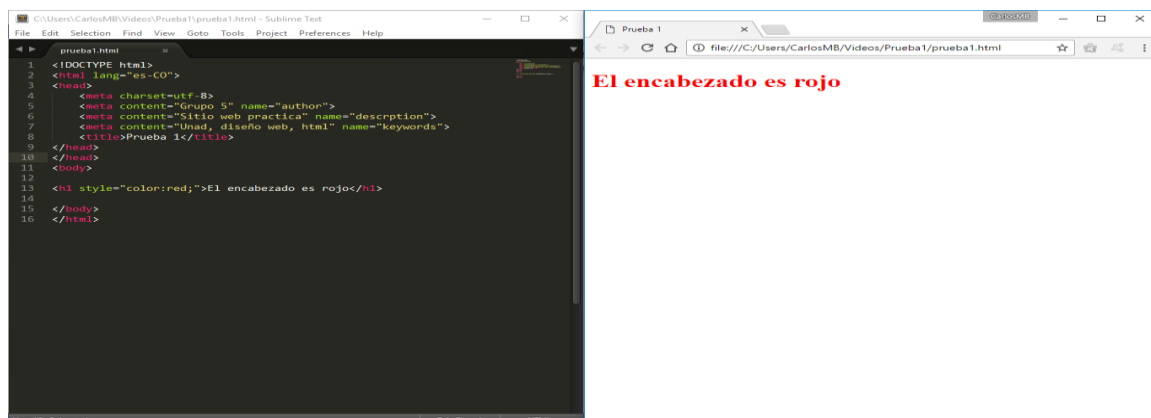 C:\Users\CarlosMB\Videos\Prueba1\prueba1.html - Sublime Text
File Edit Selection Find View Goto Tools Project Preferences Help
prueba1.html
1 <!DOCTYPE html>
2 <html lang="es-CO">
3 <head>
4 <meta charset=utf-8>
5 <meta content="Grupo 5" name="author">
6 <meta content="Sitio web practica" name="descrption">
7 <meta content="Unad, diseño web, html" name="keywords">
8 <title>Prueba 1</title>
9 </head>
10 </head>
11 <body>
12
13 <h1 style="color:red;">El encabezado es rojo</h1>
14
15 </body>
16 </html>
CarlosMB
Prueba 1
file:///C:/Users/CarlosMB/Videos/Prueba1/prueba1.html
El encabezado es rojo